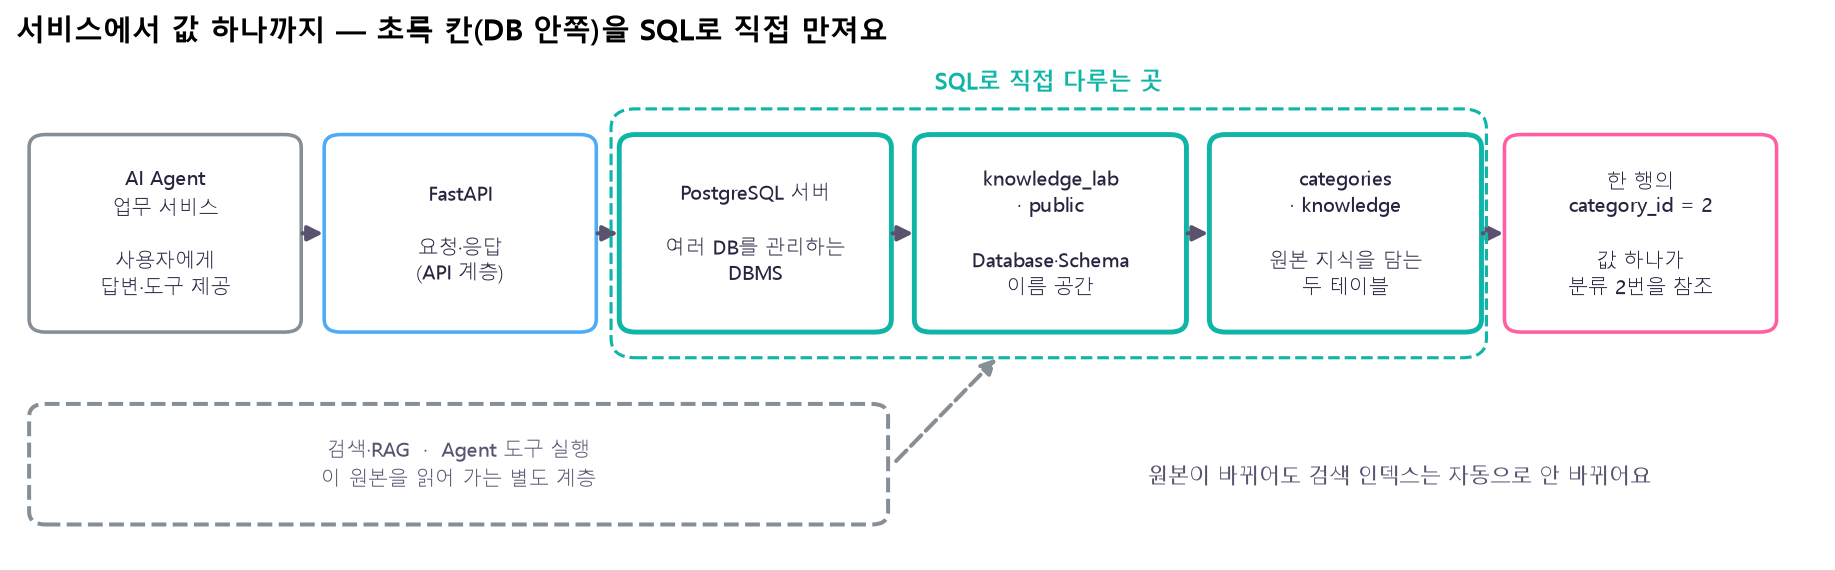 서비스에서 값 하나까지 — 초록 칸(DB 안쪽)을 SQL로 직접 만져요
SQL로 직접 다루는 곳
AI Agent
업무 서비스
사용자에게
답변·도구 제공
FastAPI
요청·응답
(API 계층)
PostgreSQL 서버
여러 DB를 관리하는
DBMS
knowledge_lab
· public
Database·Schema
이름 공간
categories
· knowledge
원본 지식을 담는
두 테이블
한 행의
category_id = 2
값 하나가
분류 2번을 참조
검색·RAG · Agent 도구 실행
이 원본을 읽어 가는 별도 계층
원본이 바뀌어도 검색 인덱스는 자동으로 안 바뀌어요